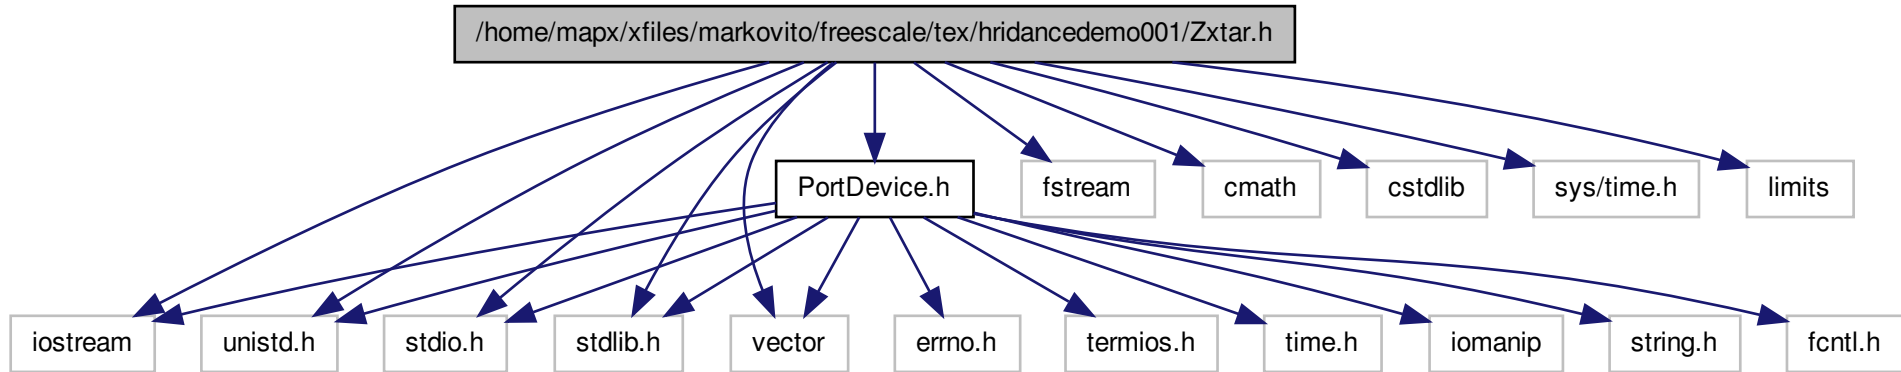 /home/mapx/xfiles/markovito/freescale/tex/hridancedemo001/Zxtar.h
PortDevice.h
fstream
cmath
cstdlib
sys/time.h
limits
iostream
unistd.h
stdio.h
stdlib.h
vector
errno.h
termios.h
time.h
iomanip
string.h
fcntl.h